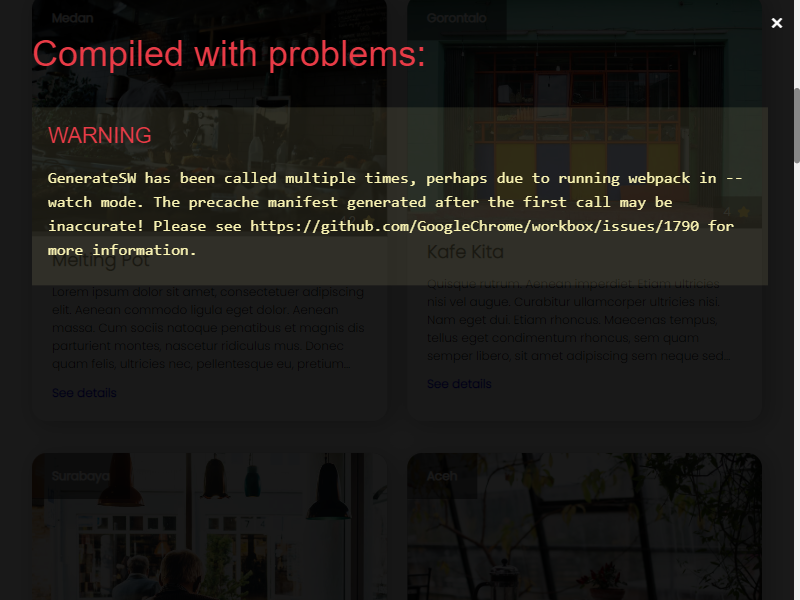 Medan
Gorontalo
×
Compiled with problems:
WARNING
GenerateSW has been called multiple times, perhaps due to running webpack in --
watch mode. The precache manifest generated after the first call may be
inaccurate! Please see https://github.com/GoogleChrome/workbox/issues/1790 for
more information.
Melting Pot
Lorem ipsum dolor sit amet, consectetuer adipiscing
elit. Aenean commodo ligula eget dolor. Aenean
massa. Cum sociis natoque penatibus et magnis dis
parturient montes, nascetur ridiculus mus. Donec
quam felis, ultricies nec, pellentesque eu, pretium...
See details
4
Kafe Kita
Quisque rutrum. Aenean imperdiet. Etiam ultricies
nisi vel augue. Curabitur ullamcorper ultricies nisi.
Nam eget dui. Etiam rhoncus. Maecenas tempus,
tellus eget condimentum rhoncus, sem quam
semper libero, sit amet adipiscing sem neque sed...
See details
Surabaya
Aceh